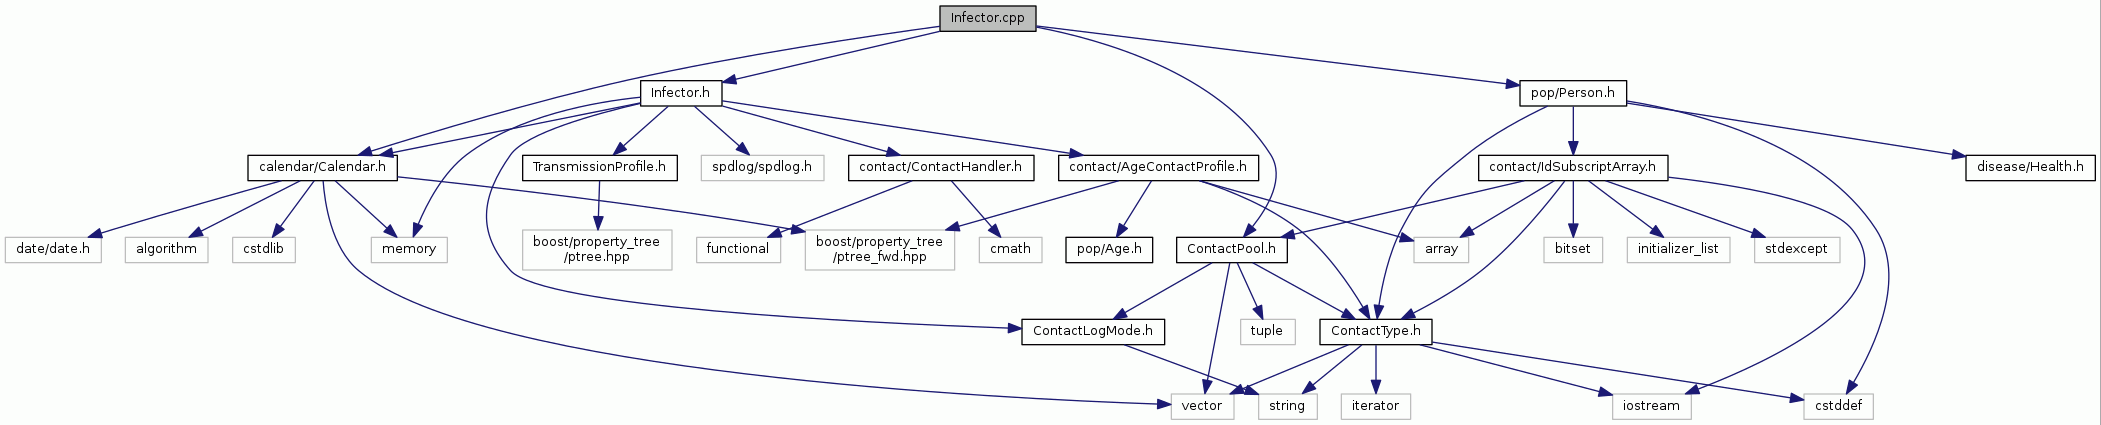 Infector.cpp
Infector.h
pop/Person.h
calendar/Calendar.h
TransmissionProfile.h
spdlog/spdlog.h
contact/ContactHandler.h
contact/AgeContactProfile.h
contact/IdSubscriptArray.h
disease/Health.h
date/date.h
algorithm
cstdlib
memory
boost/property_tree
/ptree.hpp
functional
boost/property_tree
/ptree_fwd.hpp
cmath
pop/Age.h
ContactPool.h
array
bitset
initializer_list
stdexcept
ContactLogMode.h
tuple
ContactType.h
vector
string
iterator
iostream
cstddef